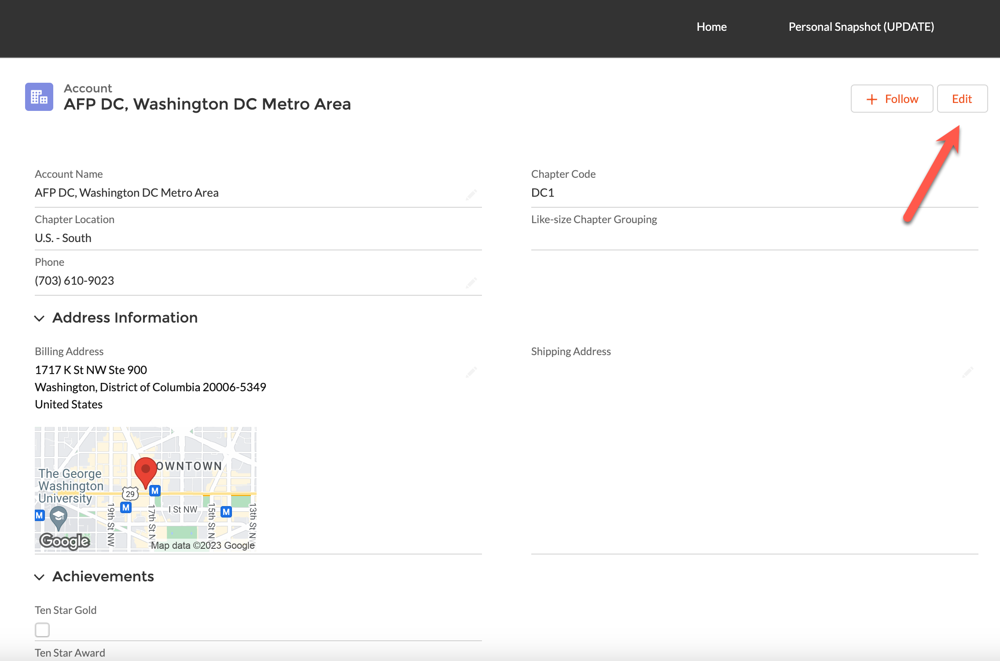 Home
Personal Snapshot (UPDATE)
Account
AFP DC, Washington DC Metro Area
+ Follow
Edit
Account Name
AFP DC, Washington DC Metro Area
Chapter Code
DC1
Chapter Location
U.S. - South
Like-size Chapter Grouping
Phone
(703) 610-9023
Address Information
Billing Address
1717 K St NW Ste 900
Washington, District of Columbia 20006-5349
United States
Shipping Address
OWNTOWN
The George
Washington
University
29
M
M
M
M
I St NW
19th St NW
17th St N
15th St NW
13th St N
Google
Map data ©2023 Google
Achievements
Ten Star Gold
Ten Star Award